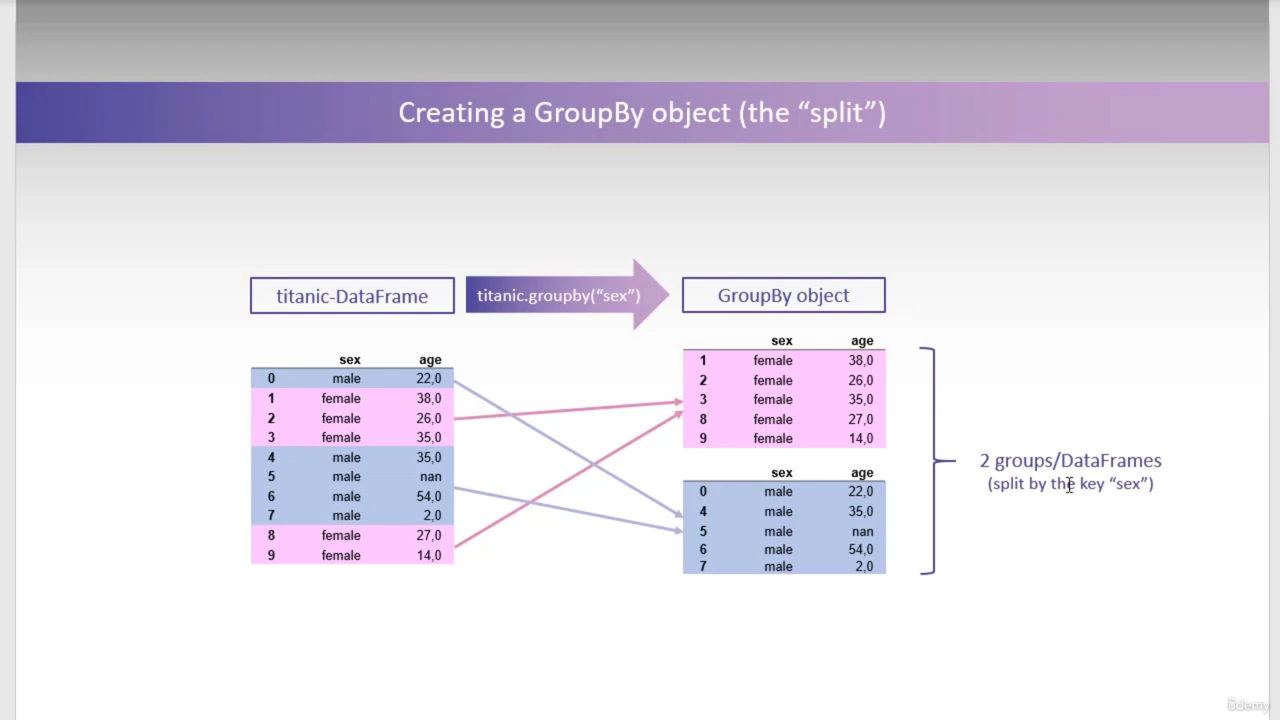 Creating a GroupBy object (the “split”)
titanic-DataFrame
titanic.groupby(“sex”)
GroupBy object
sex age
0 male 22,0
1 female 38,0
2 female 26,0
3 female 35,0
4 male 35,0
5 male nan
6 male 54,0
7 male 2,0
8 female 27,0
9 female 14,0
sex age
1 female 38,0
2 female 26,0
3 female 35,0
8 female 27,0
9 female 14,0
sex age
0 male 22,0
4 male 35,0
5 male nan
6 male 54,0
7 male 2,0
2 groups/DataFrames
(split by the key “sex”)
ûdemy